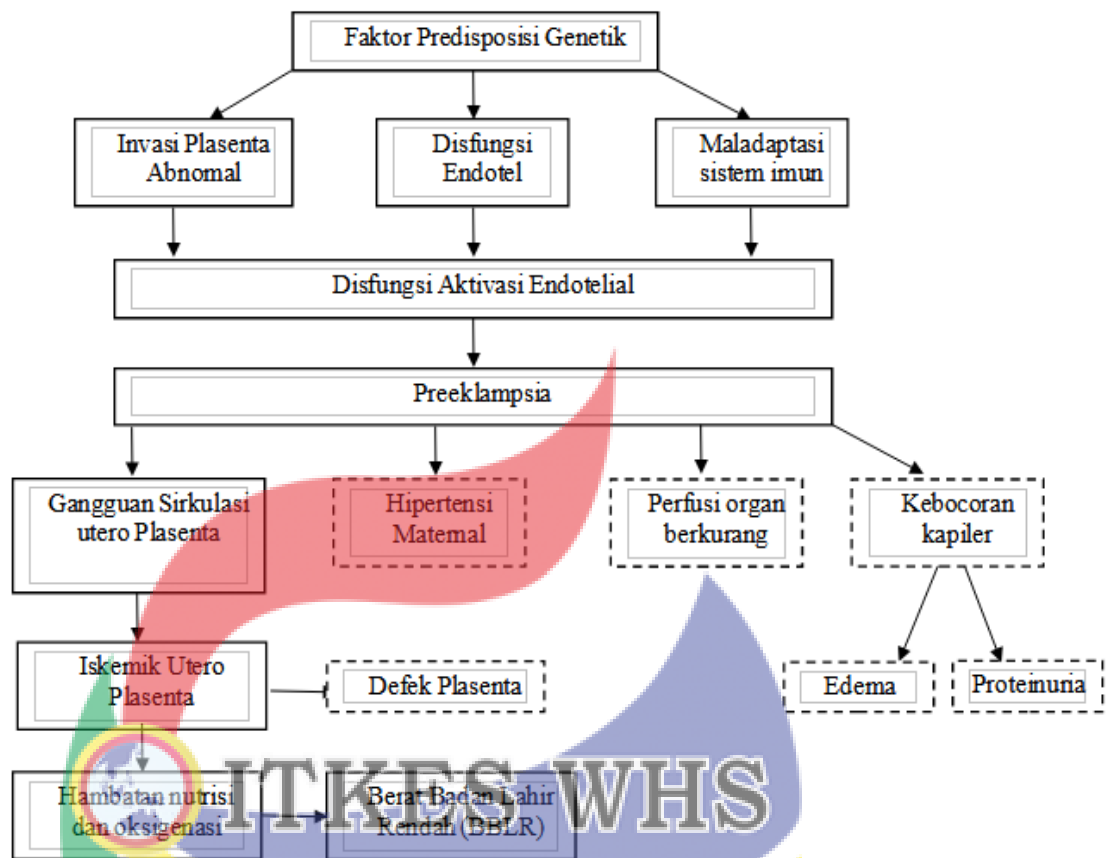 Faktor Predisposisi Genetik
Invasi Plasenta
Abnomal
Disfungsi
Endotel
Maladaptasi
sistem imun
Disfungsi Aktivasi Endotelial
Preeklampsia
Gangguan Sirkulasi
utero Plasenta
Hipertensi
Maternal
Perfusi organ
berkurang
Kebocoran
kapiler
Iskemik Utero
Plasenta
Defek Plasenta
Edema
Proteinuria
Hambatan nutrisi
dan oksigenasi
Berat Badan Lahir
Rendah (BBLR)
ITKES WHS